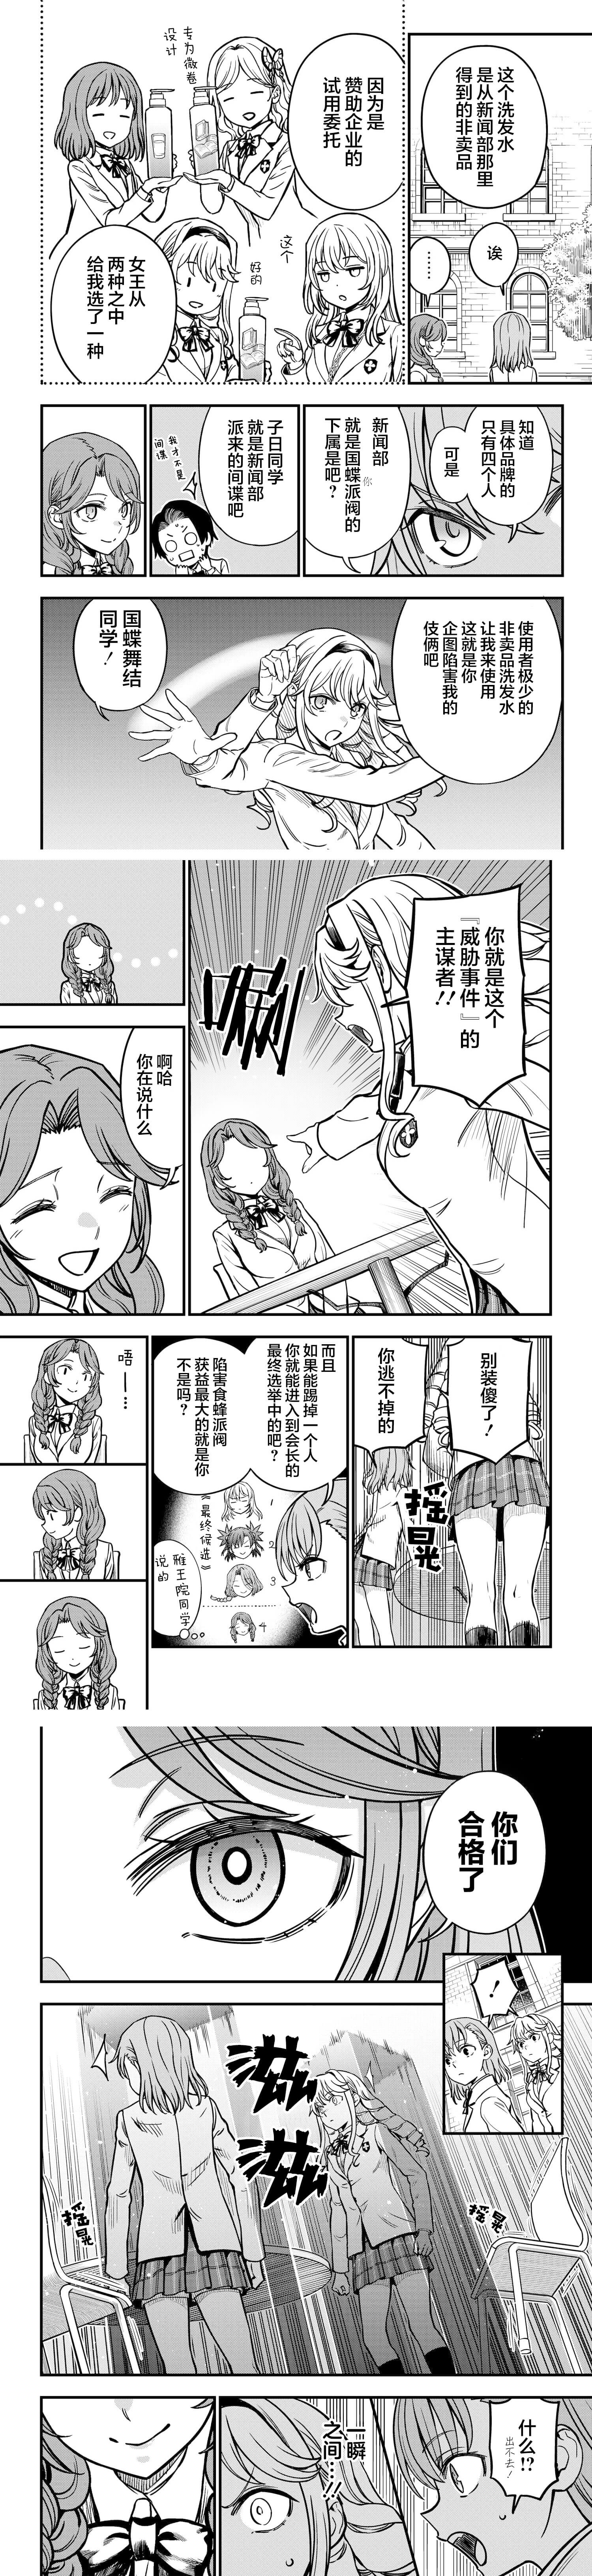 这个洗发水
是从新闻部那里
得到的非卖品
诶
……
因为是
赞助企业的
试用委托
专为微卷
设计
这个
好的
女王从
两种之中
给我选了一种
知道
具体品牌的
只有四个人
可是
新闻部
就是国蝶派阀的
下属是吧?
你
子日同学
就是新闻部
派来的间谍吧
我才不是
间谍
使用者极少的
非卖品洗发水
让我来使用
这就是你
企图陷害我的
伎俩吧
国蝶舞结
同学!
你就是这个
『威胁事件』的
主谋者!!
唰
啊哈
你在说什么
别装傻了!
你逃不掉的
摇晃
而且
如果能踢掉一个人
你就能进入到会长的
最终选举中的吧?
陷害食蜂派阀
获益最大的就是你
不是吗?
《最终候选》
1
2
3
4
雅王院同学
说的
唔
—…
你们
合格了
!
滋滋
滋滋
摇晃
摇晃
什么!?
出不去!
一瞬
之间…!!